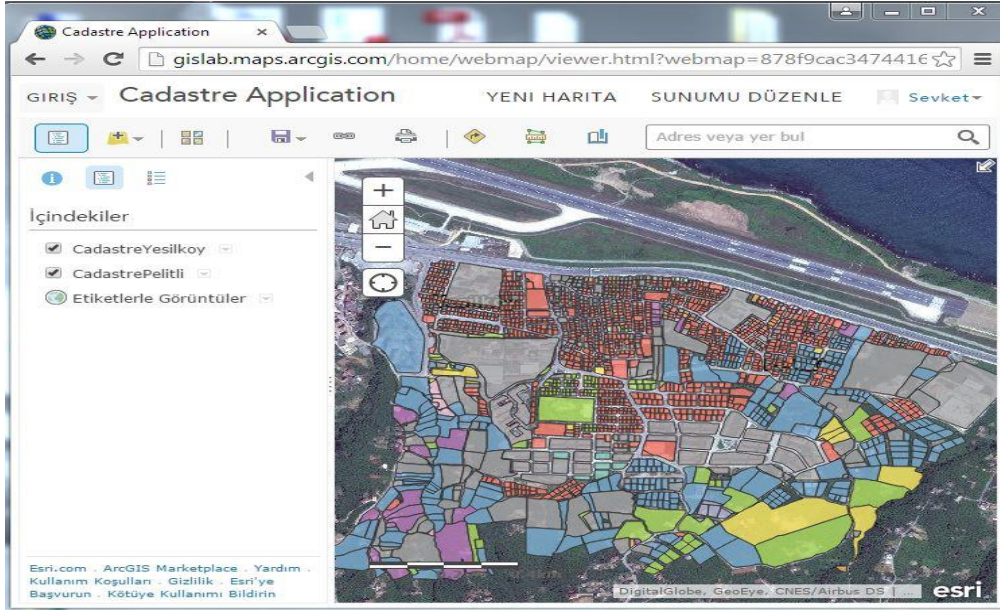 Cadastre Application
gislab.maps.arcgis.com/home/webmap/viewer.html?webmap=878f9cac3474416
GIRIŞ Cadastre Application YENI HARITA SUNUMU DÜZENLE Sevket
Adres veya yer bul
İçindekiler
CadastreYesilkoy
CadastrePelitli
Etiketlerle Görüntüler
Esri.com . ArcGIS Marketplace . Yardım .
Kullanım Koşulları . Gizlilik . Esri'ye
Başvurun . Kötüye Kullanımı Bildirin
DigitalGlobe, GeoEye, CNES/Airbus DS | ...
esri